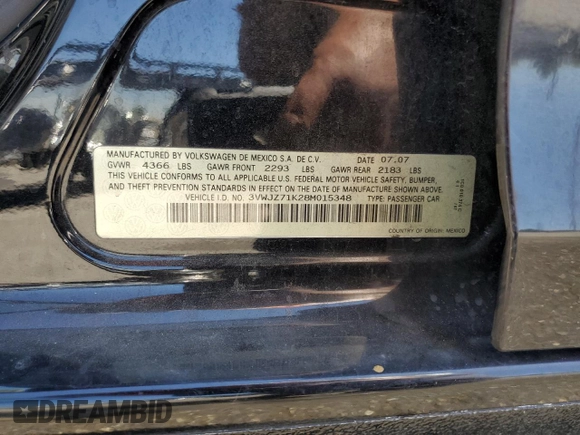 MANUFACTURED BY VOLKSWAGEN DE MEXICO S.A. DE C.V. DATE 07.07
GVWR 4366 LBS GAWR FRONT 2293 LBS GAWR REAR 2183 LBS
THIS VEHICLE CONFORMS TO ALL APPLICABLE U.S. FEDERAL MOTOR VEHICLE SAFETY, BUMPER,
AND THEFT PREVENTION STANDARDS IN EFFECT ON THE DATE OF MANUFACTURE SHOWN ABOVE.
VEHICLE I.D. NO. 3VWJZ71K28M015348 TYPE: PASSENGER CAR
COUNTRY OF ORIGIN: MEXICO
DREAMBID